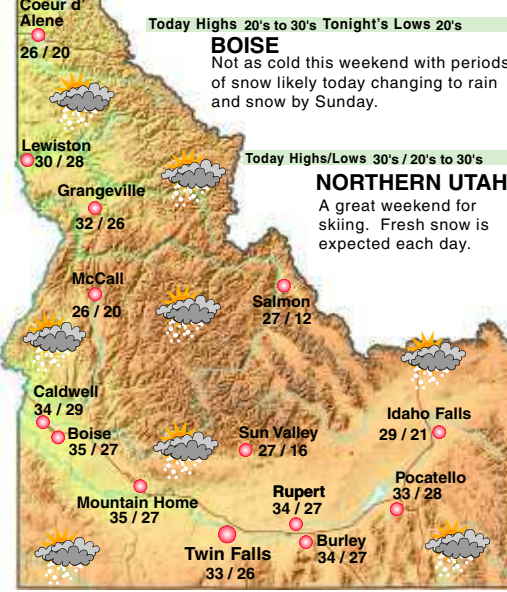 Coeur d'
Alene
26 / 20
Today Highs 20's to 30's Tonight's Lows 20's
BOISE
Not as cold this weekend with periods
of snow likely today changing to rain
and snow by Sunday.
Lewiston
30 / 28
Today Highs/Lows 30's / 20's to 30's
NORTHERN UTAH
A great weekend for
skiing. Fresh snow is
expected each day.
Grangeville
32 / 26
McCall
26 / 20
Salmon
27 / 12
Caldwell
34 / 29
Boise
35 / 27
Sun Valley
27 / 16
Idaho Falls
29 / 21
Mountain Home
35 / 27
Rupert
34 / 27
Pocatello
33 / 28
Twin Falls
33 / 26
Burley
34 / 27